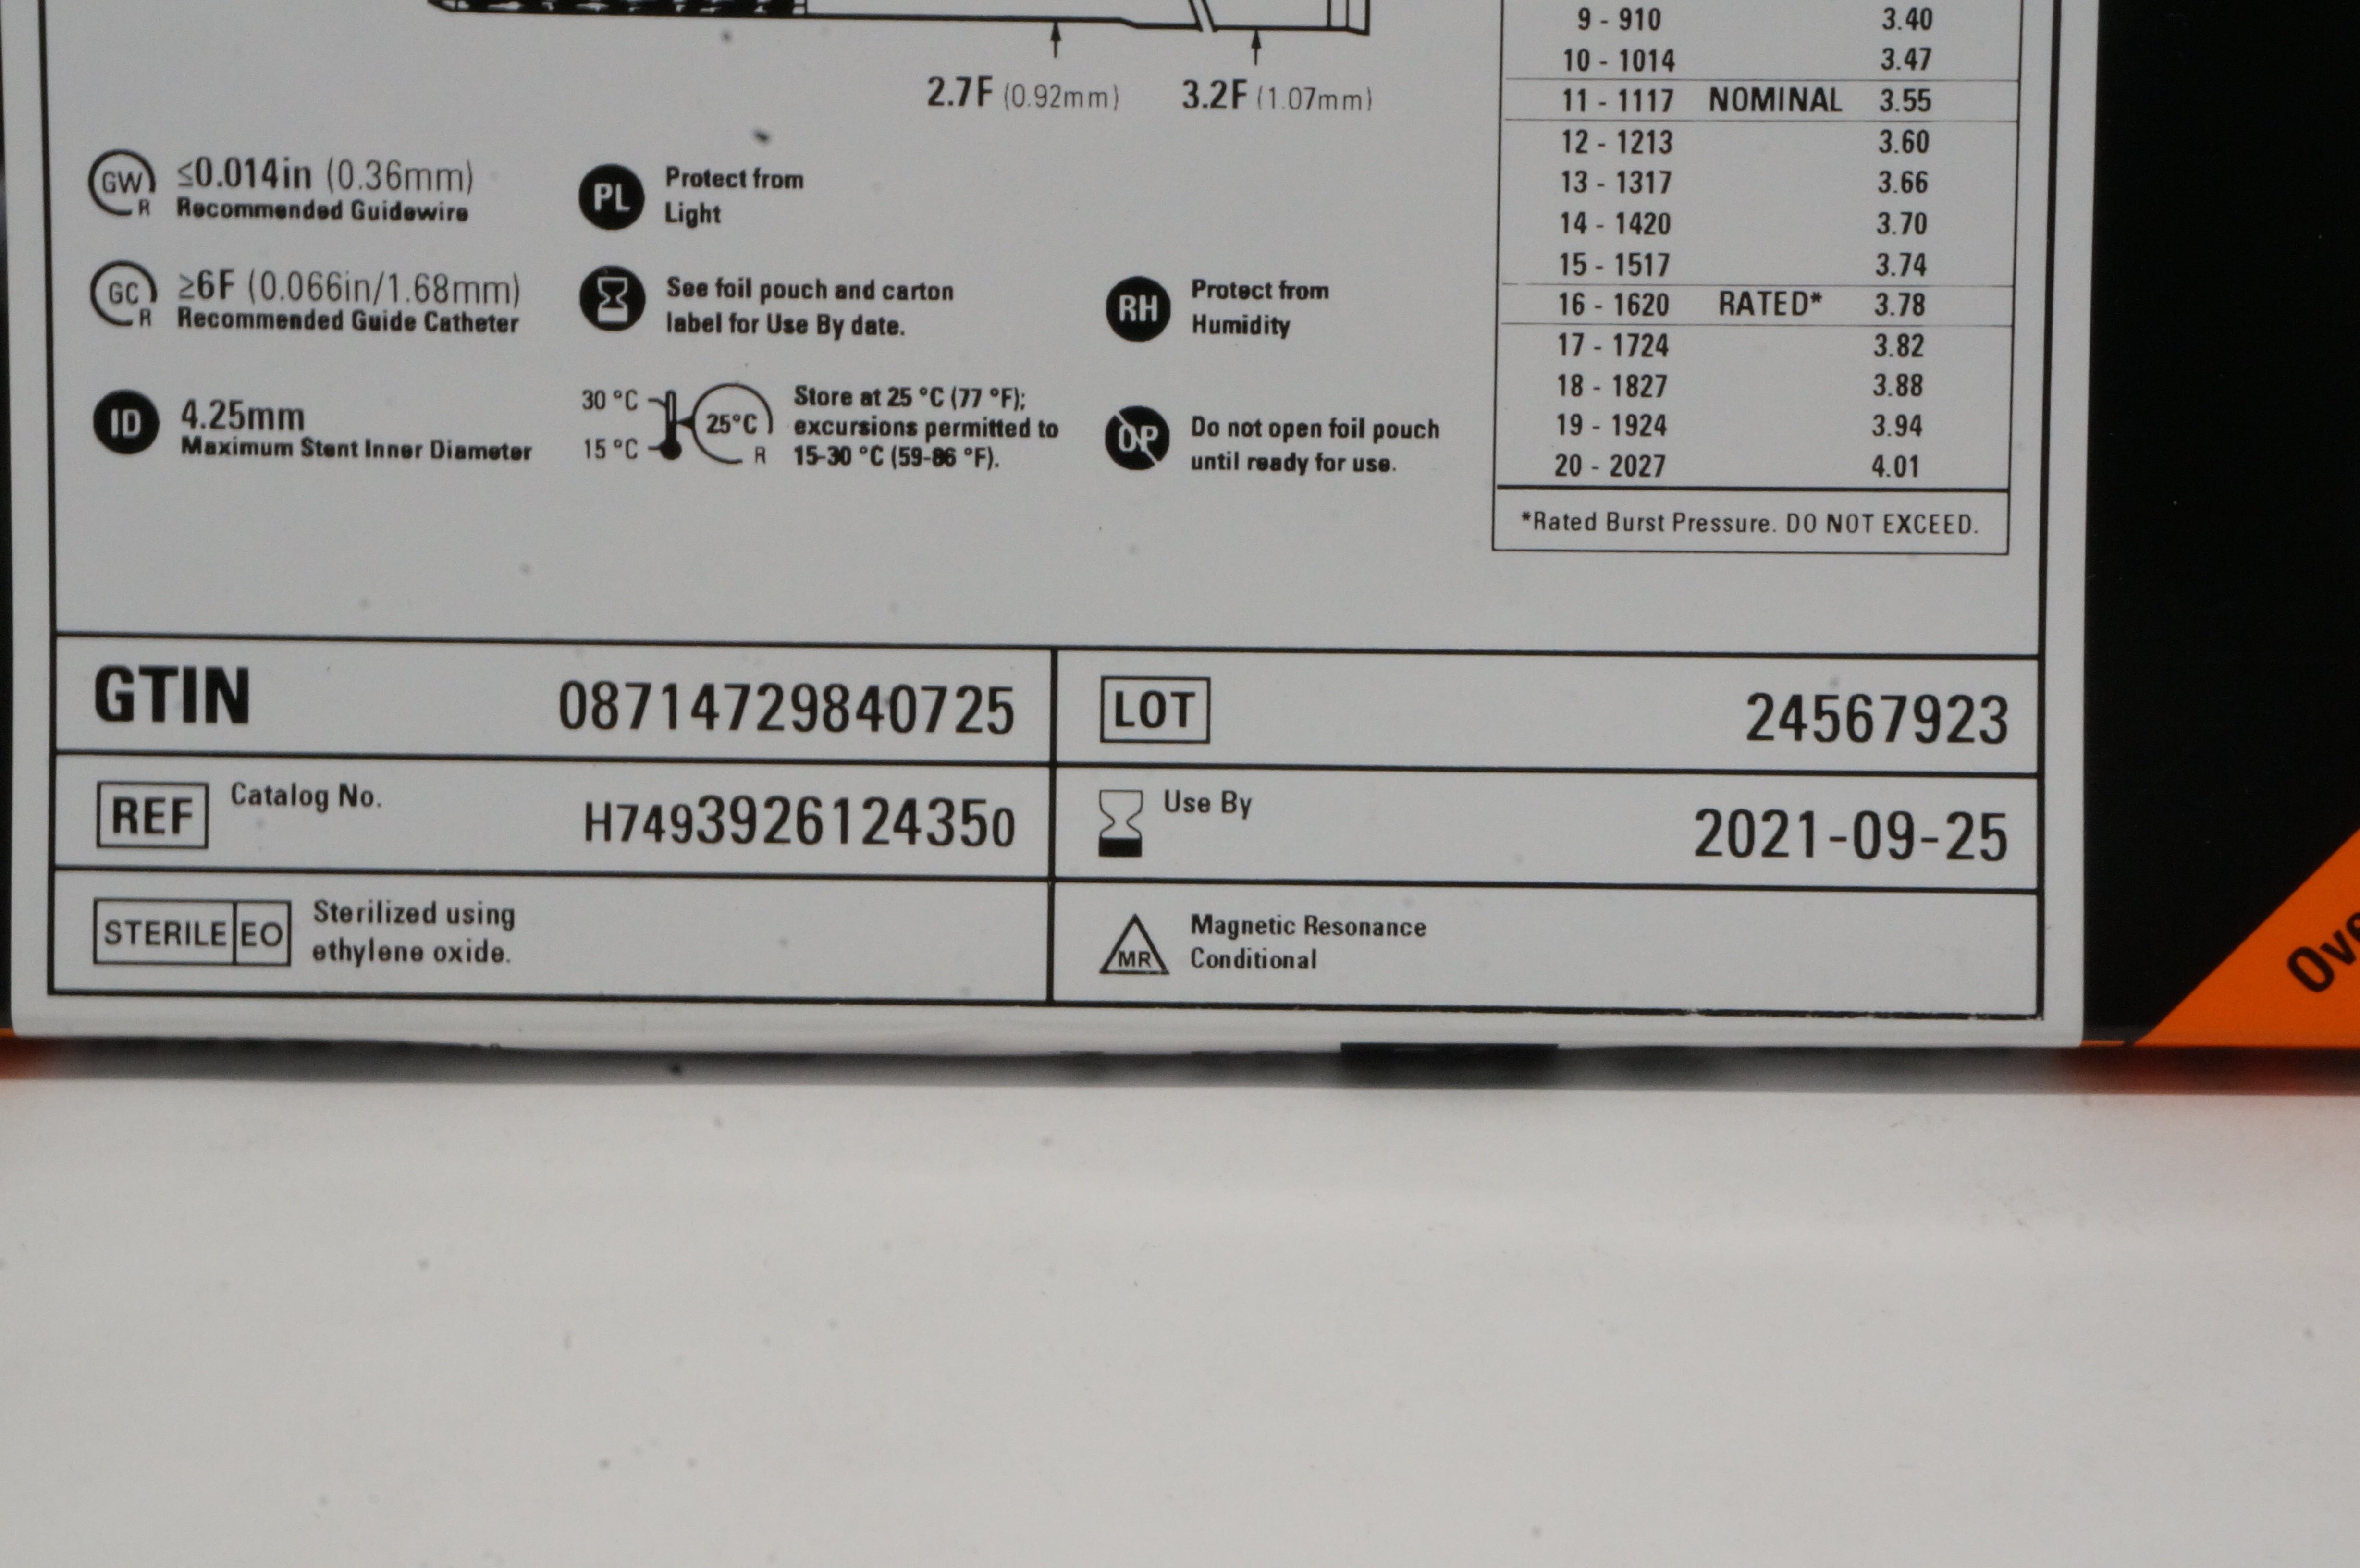 9 - 910 3.40
10 - 1014 3.47
11 - 1117 NOMINAL 3.55
12 - 1213 3.60
13 - 1317 3.66
14 - 1420 3.70
15 - 1517 3.74
16 - 1620 RATED* 3.78
17 - 1724 3.82
18 - 1827 3.88
19 - 1924 3.94
20 - 2027 4.01
*Rated Burst Pressure. DO NOT EXCEED.
2.7F (0.92mm) 3.2F (1.07mm)
GW R ≤0.014in (0.36mm)
Recommended Guidewire
PL Protect from
Light
GC R ≥6F (0.066in/1.68mm)
Recommended Guide Catheter
See foil pouch and carton
label for Use By date.
RH Protect from
Humidity
ID 4.25mm
Maximum Stent Inner Diameter
30 °C
15 °C
25°C R
Store at 25 °C (77 °F);
excursions permitted to
15-30 °C (59-86 °F).
OP Do not open foil pouch
until ready for use.
GTIN 08714729840725
LOT 24567923
REF Catalog No. H7493926124350
Use By 2021-09-25
STERILE EO Sterilized using
ethylene oxide.
MR Magnetic Resonance
Conditional